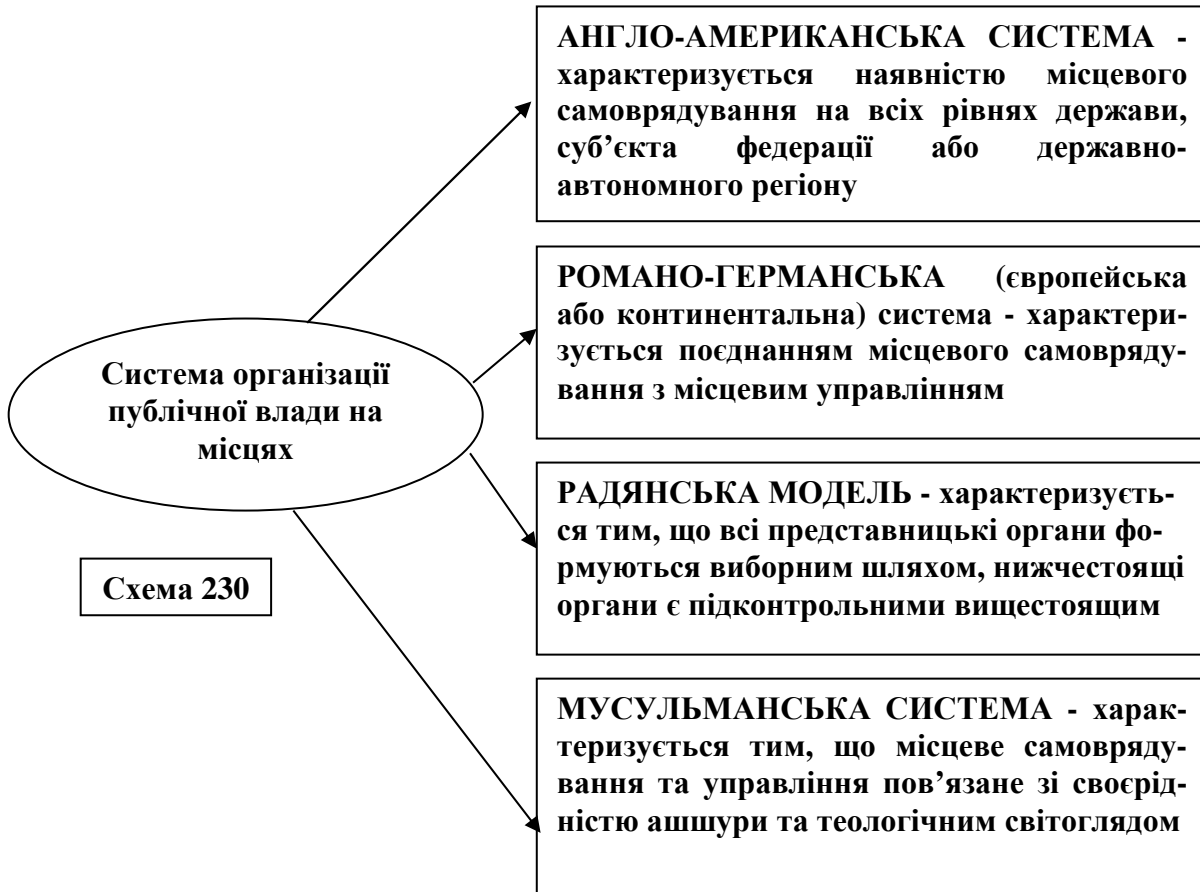 АНГЛО-АМЕРИКАНСЬКА СИСТЕМА -
характеризується наявністю місцевого
самоврядування на всіх рівнях держави,
суб’єкта федерації або державно-
автономного регіону
РОМАНО-ГЕРМАНСЬКА (європейська
або континентальна) система - характери-
зується поєднанням місцевого самовряду-
вання з місцевим управлінням
Система організації
публічної влади на
місцях
РАДЯНСЬКА МОДЕЛЬ - характеризуєть-
ся тим, що всі представницькі органи фо-
рмуються виборним шляхом, нижчестоящі
органи є підконтрольними вищестоящим
Схема 230
МУСУЛЬМАНСЬКА СИСТЕМА - харак-
теризується тим, що місцеве самовряду-
вання та управління пов’язане зі своєрід-
ністю ашшури та теологічним світоглядом